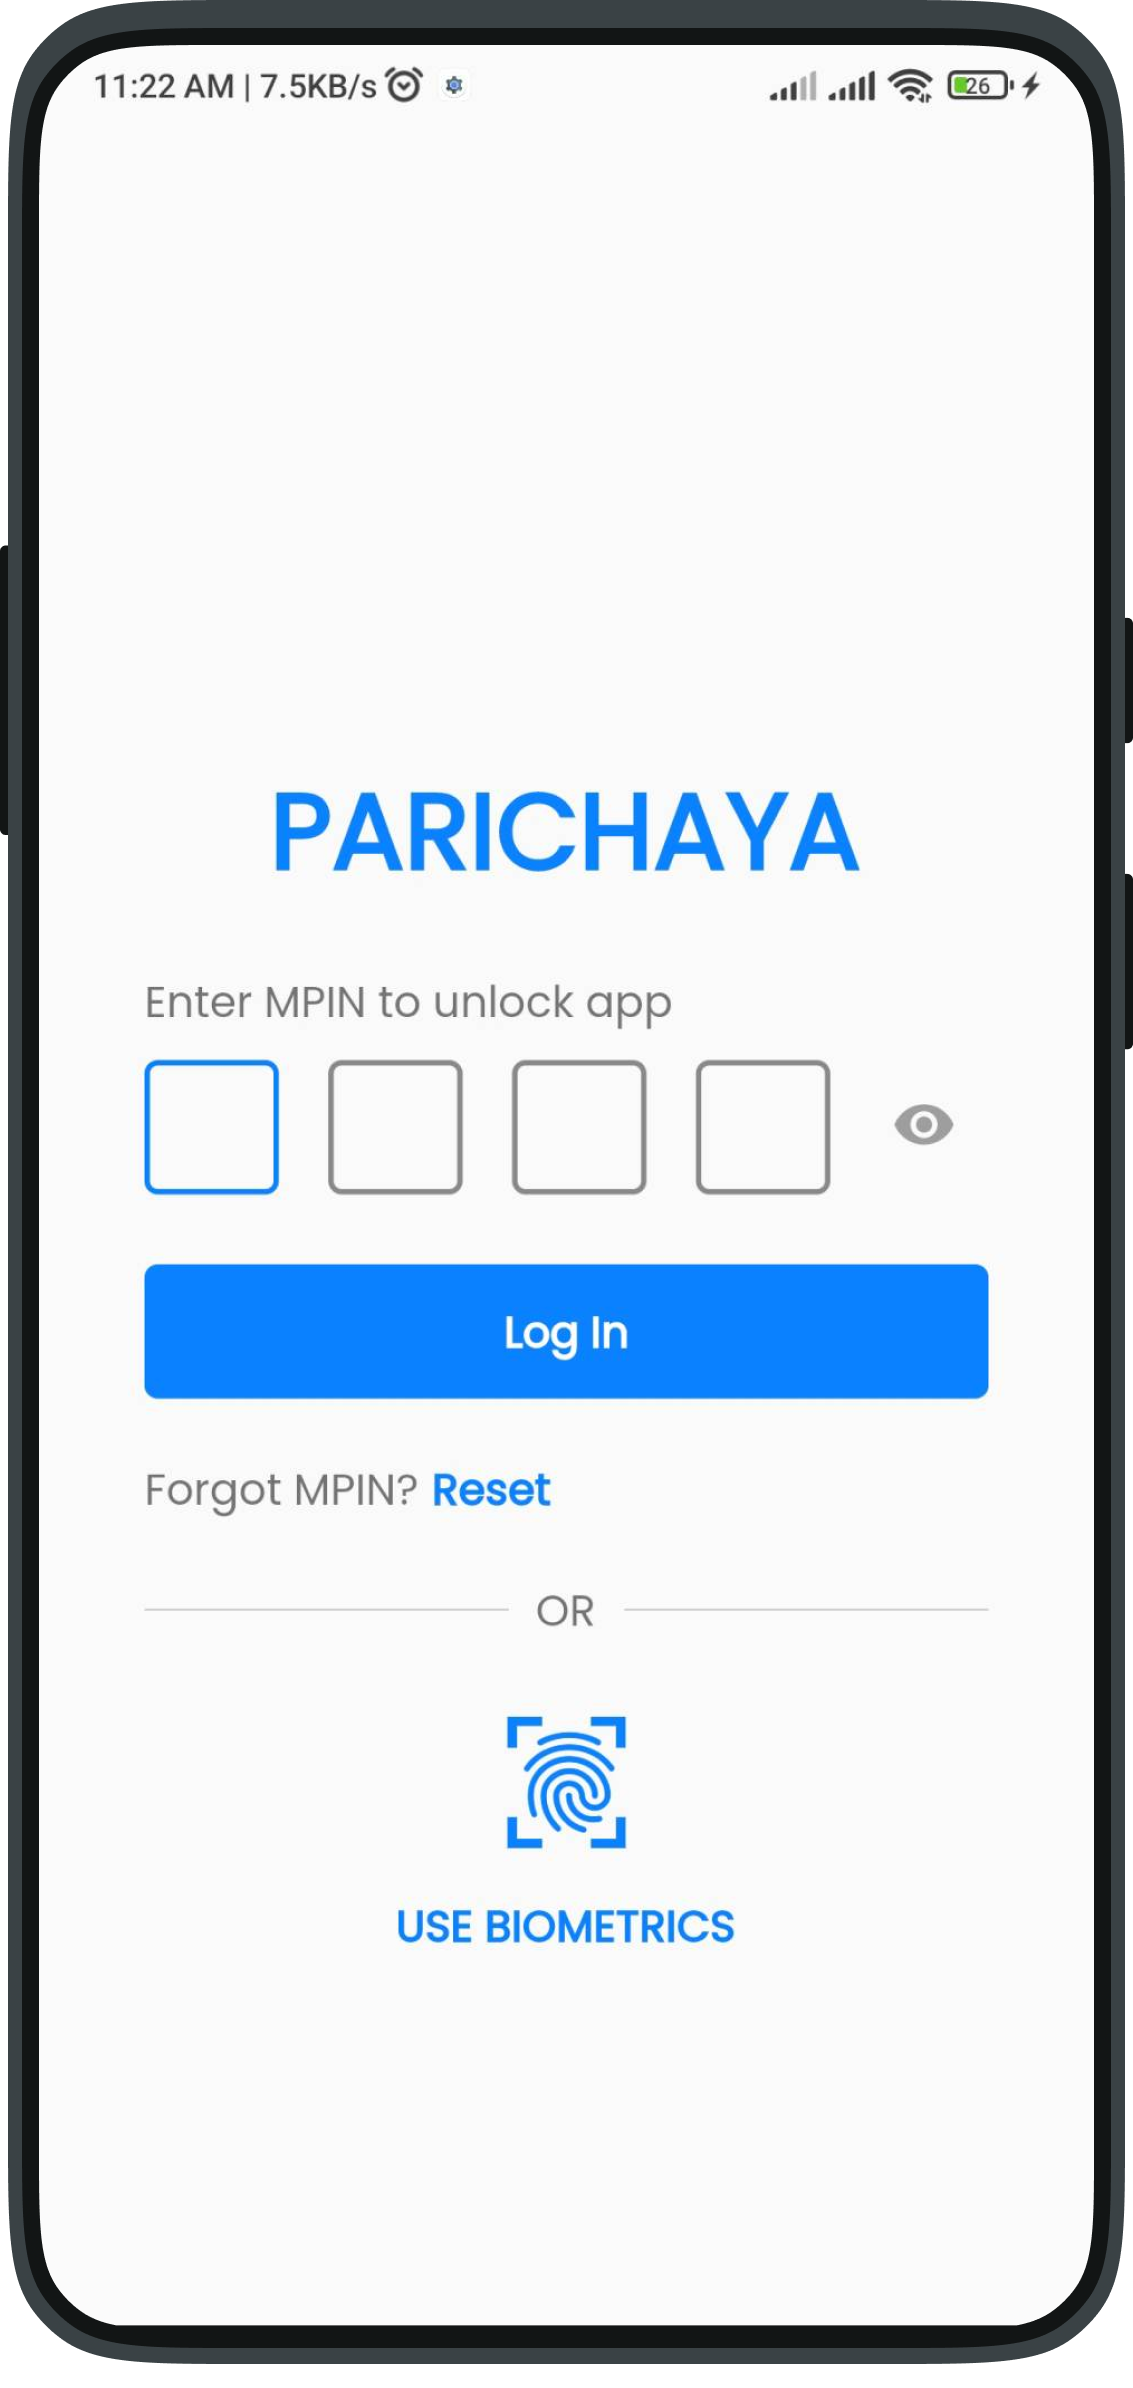 11:22 AM | 7.5KB/s 26
PARICHAYA
Enter MPIN to unlock app
Log In
Forgot MPIN? Reset
OR
USE BIOMETRICS